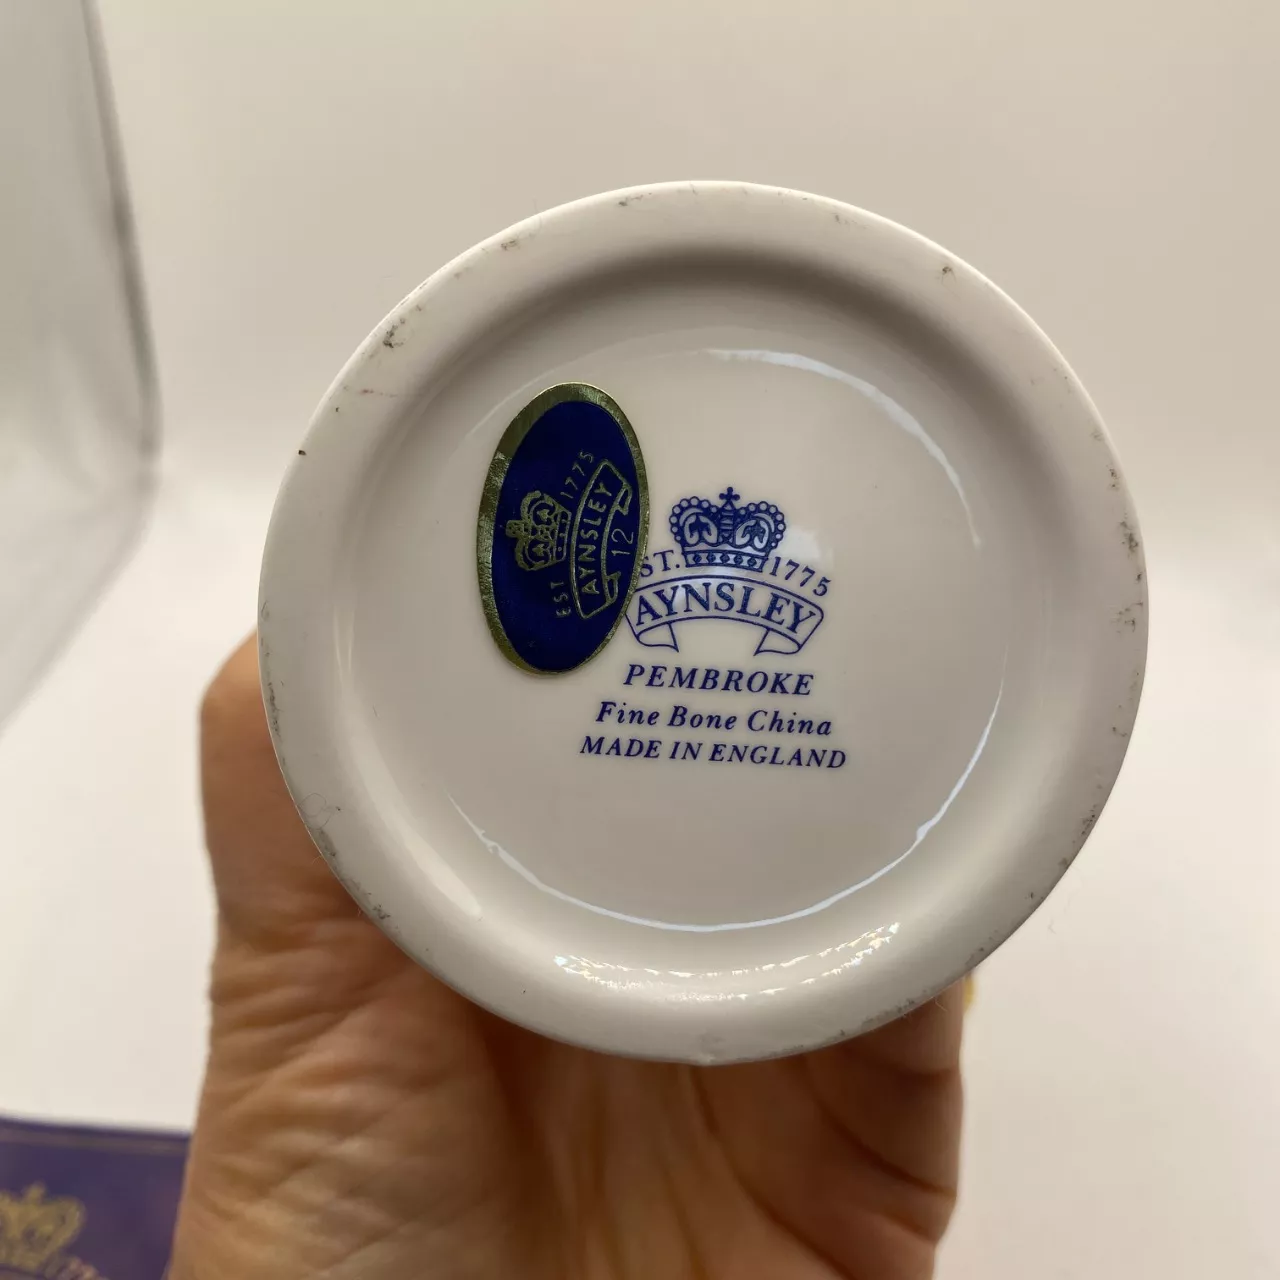 EST 1775
AYNSLEY
12
ST. 1775
AYNSLEY
PEMBROKE
Fine Bone China
MADE IN ENGLAND